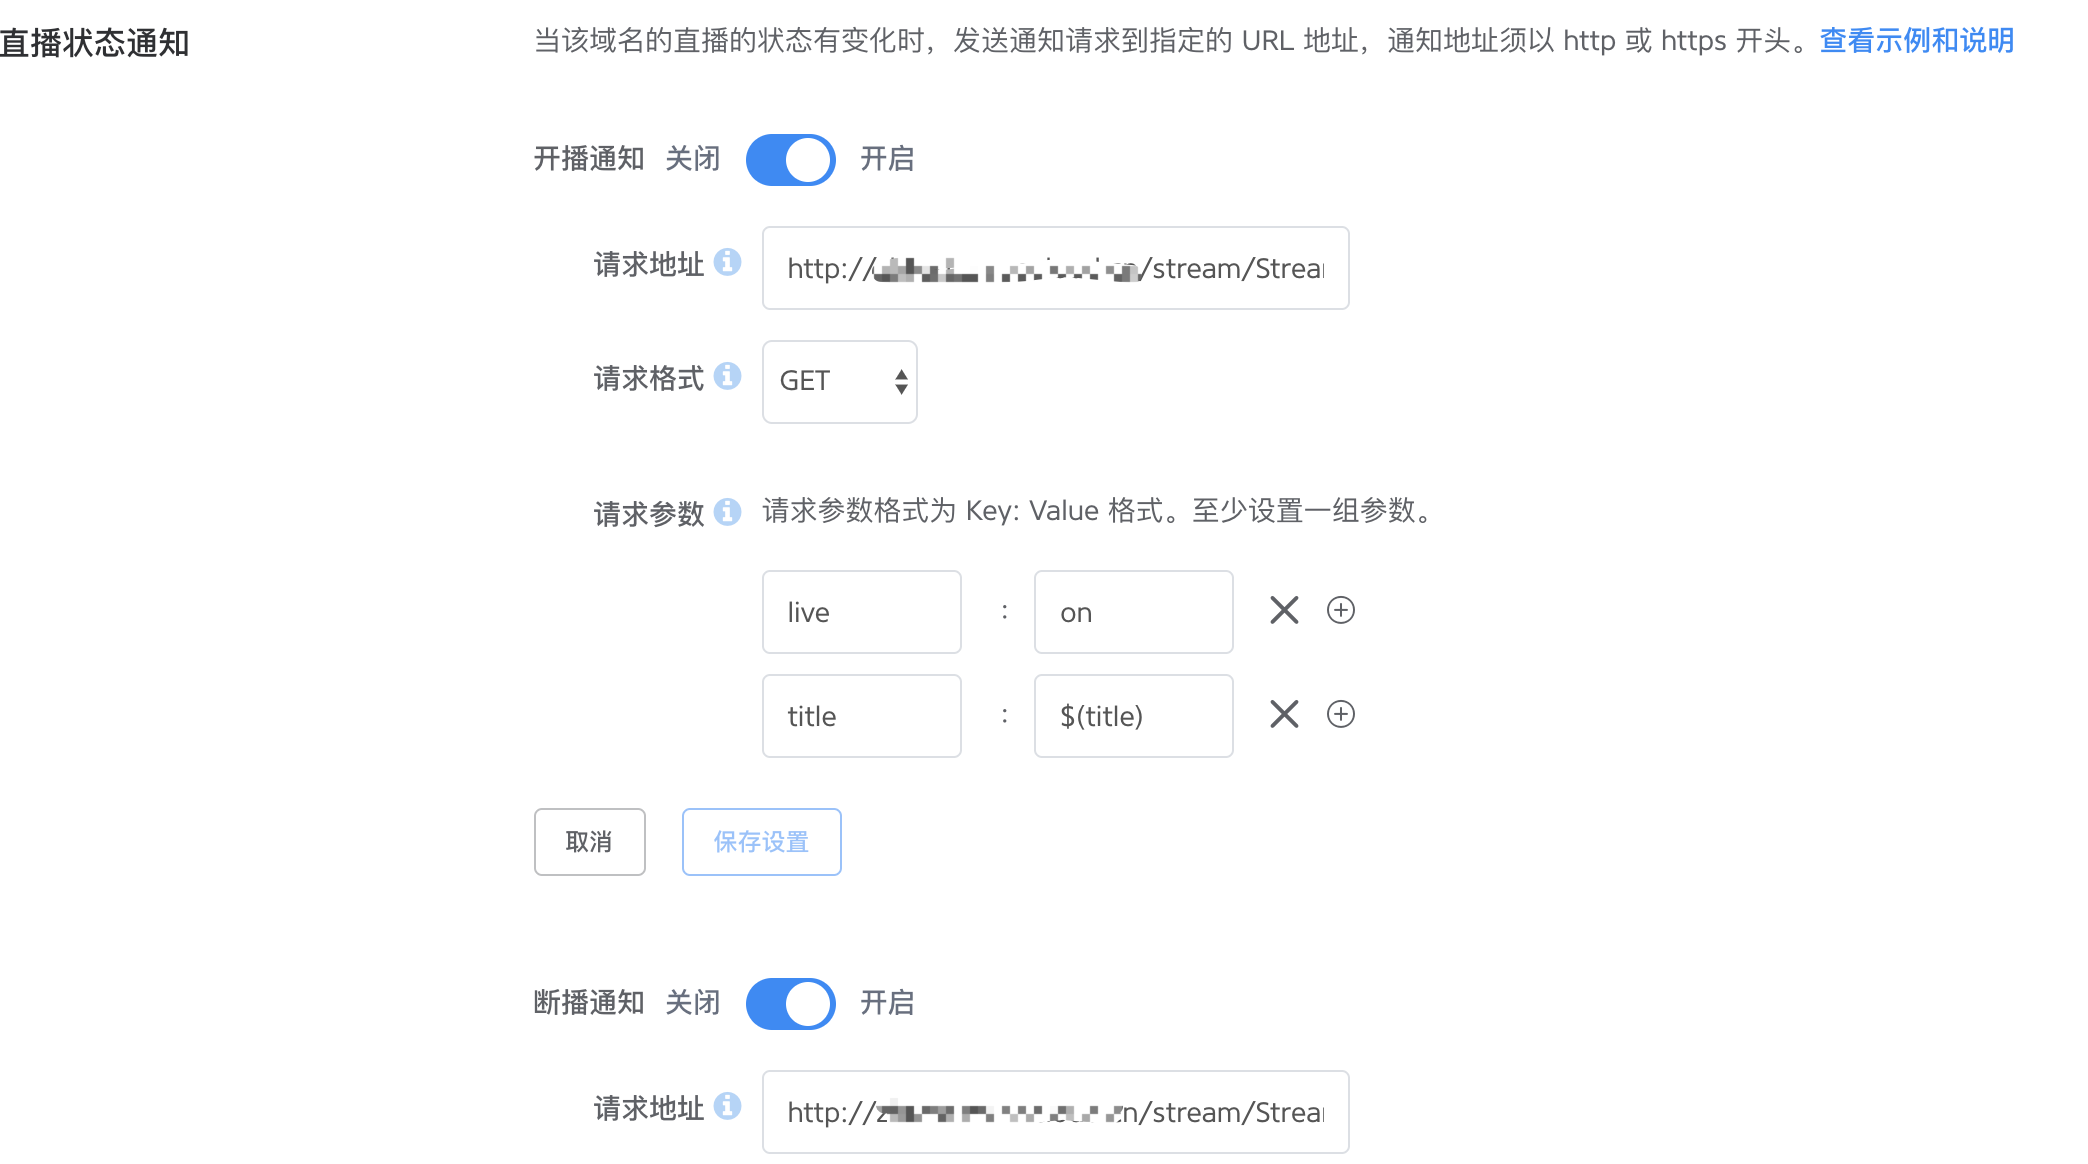 直播状态通知
当该域名的直播的状态有变化时，发送通知请求到指定的 URL 地址，通知地址须以 http 或 https 开头。查看示例和说明
开播通知 关闭 开启
请求地址 http:// /stream/Strea
请求格式 GET
请求参数 请求参数格式为 Key: Value 格式。至少设置一组参数。
live : on
title : $(title)
取消 保存设置
断播通知 关闭 开启
请求地址 http://z n/stream/Strea